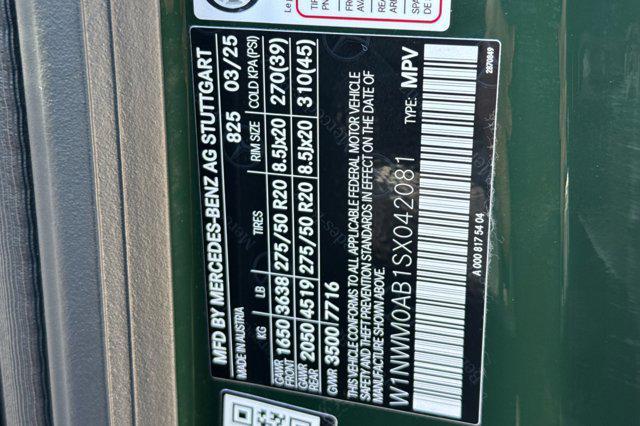 MFD BY MERCEDES-BENZ AG STUTTGART
MADE IN AUSTRIA 825 03/25
KG LB TIRES RIM SIZE COLD KPA(PSI)
GAWR FRONT 1650 3638 275/50 R20 8.5Jx20 270(39)
GAWR REAR 2050 4519 275/50 R20 8.5Jx20 310(45)
GVWR 3500 7716
THIS VEHICLE CONFORMS TO ALL APPLICABLE FEDERAL MOTOR VEHICLE
SAFETY AND THEFT PREVENTION STANDARDS IN EFFECT ON THE DATE OF
MANUFACTURE SHOWN ABOVE.
W1NWM0AB1SX042081 TYPE: MPV
A 000 817 54 04 2870849